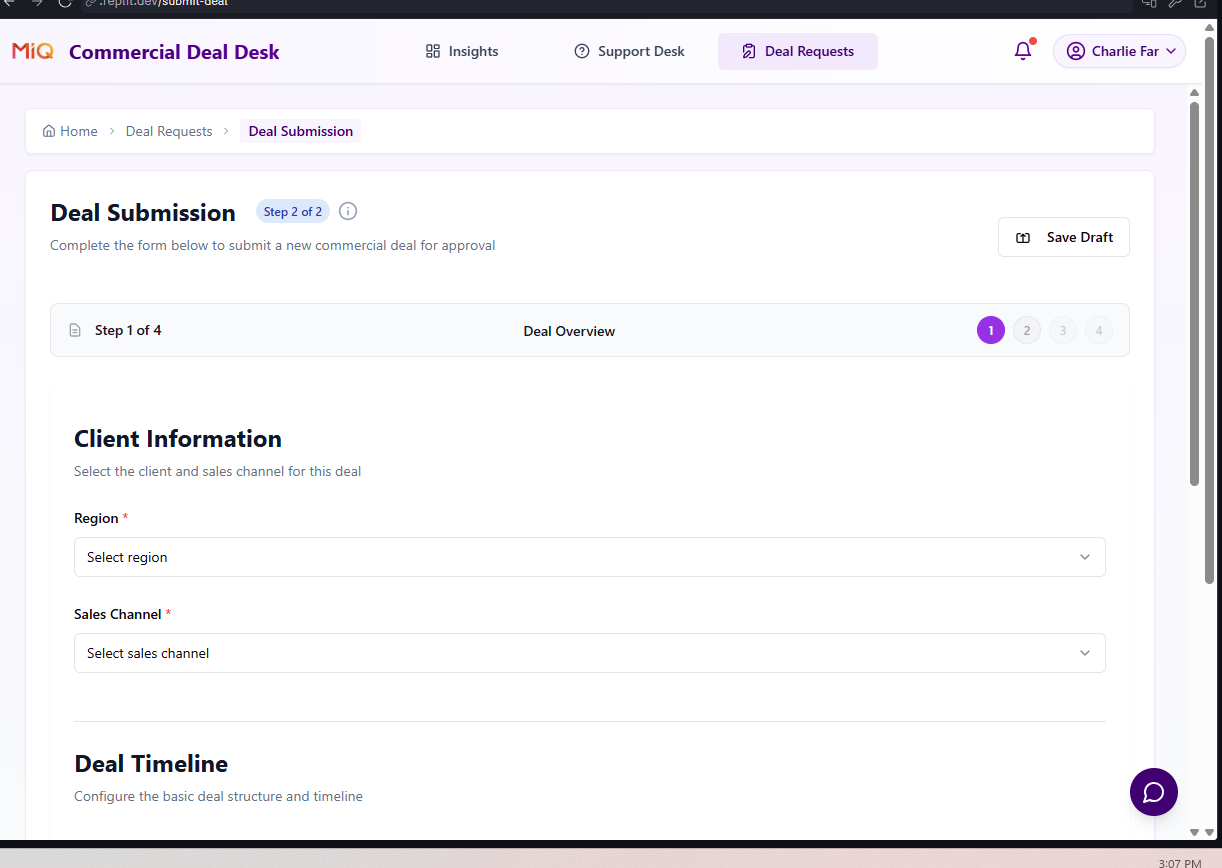 .replit.dev/submit-deal
MiQ Commercial Deal Desk
Insights
Support Desk
Deal Requests
Charlie Far
Home
Deal Requests
Deal Submission
Deal Submission
Step 2 of 2
Complete the form below to submit a new commercial deal for approval
Save Draft
Step 1 of 4
Deal Overview
1 2 3 4
Client Information
Select the client and sales channel for this deal
Region *
Select region
Sales Channel *
Select sales channel
Deal Timeline
Configure the basic deal structure and timeline
3:07 PM